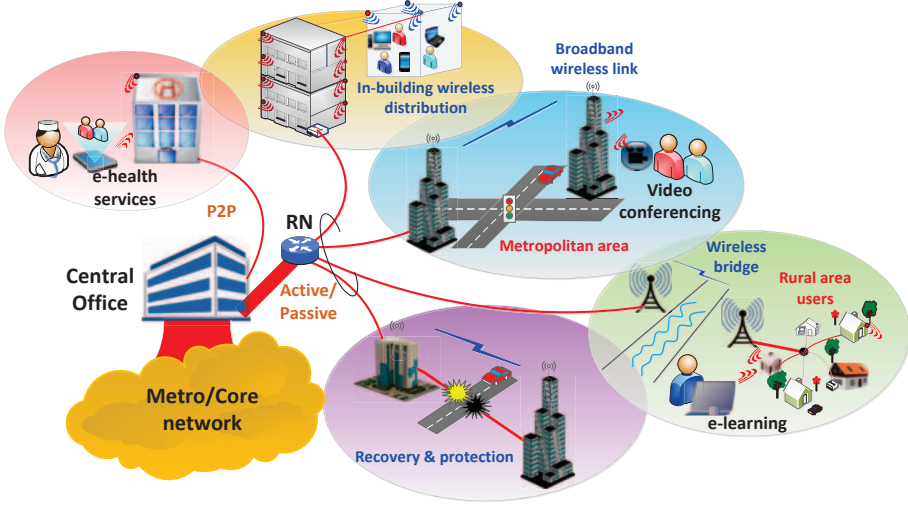 Broadband
wireless link
In-building wireless
distribution
H
e-health
services
P2P
RN
Video
conferencing
Metropolitan area
Central
Office
Active/
Passive
Wireless
bridge
Rural area
users
Metro/Core
network
e-learning
Recovery & protection